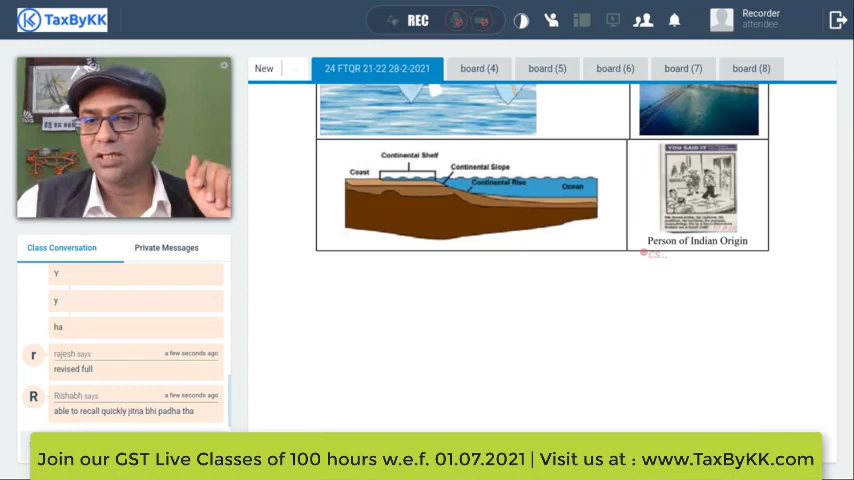 TaxByKK
REC
Recorder
attendee
New
24 FTQR 21-22 28-2-2021
board (4)
board (5)
board (6)
board (7)
board (8)
Continental Shelf
Coast
Continental Slope
Continental Rise
Ocean
YOU SAID IT
Person of Indian Origin
cs...
Class Conversation
Private Messages
Y
y
ha
r
rajesh says:
a few seconds ago
revised full
R
Rishabh says:
a few seconds ago
able to recall quickly jitna bhi padha tha
Join our GST Live Classes of 100 hours w.e.f. 01.07.2021 | Visit us at : www.TaxByKK.com